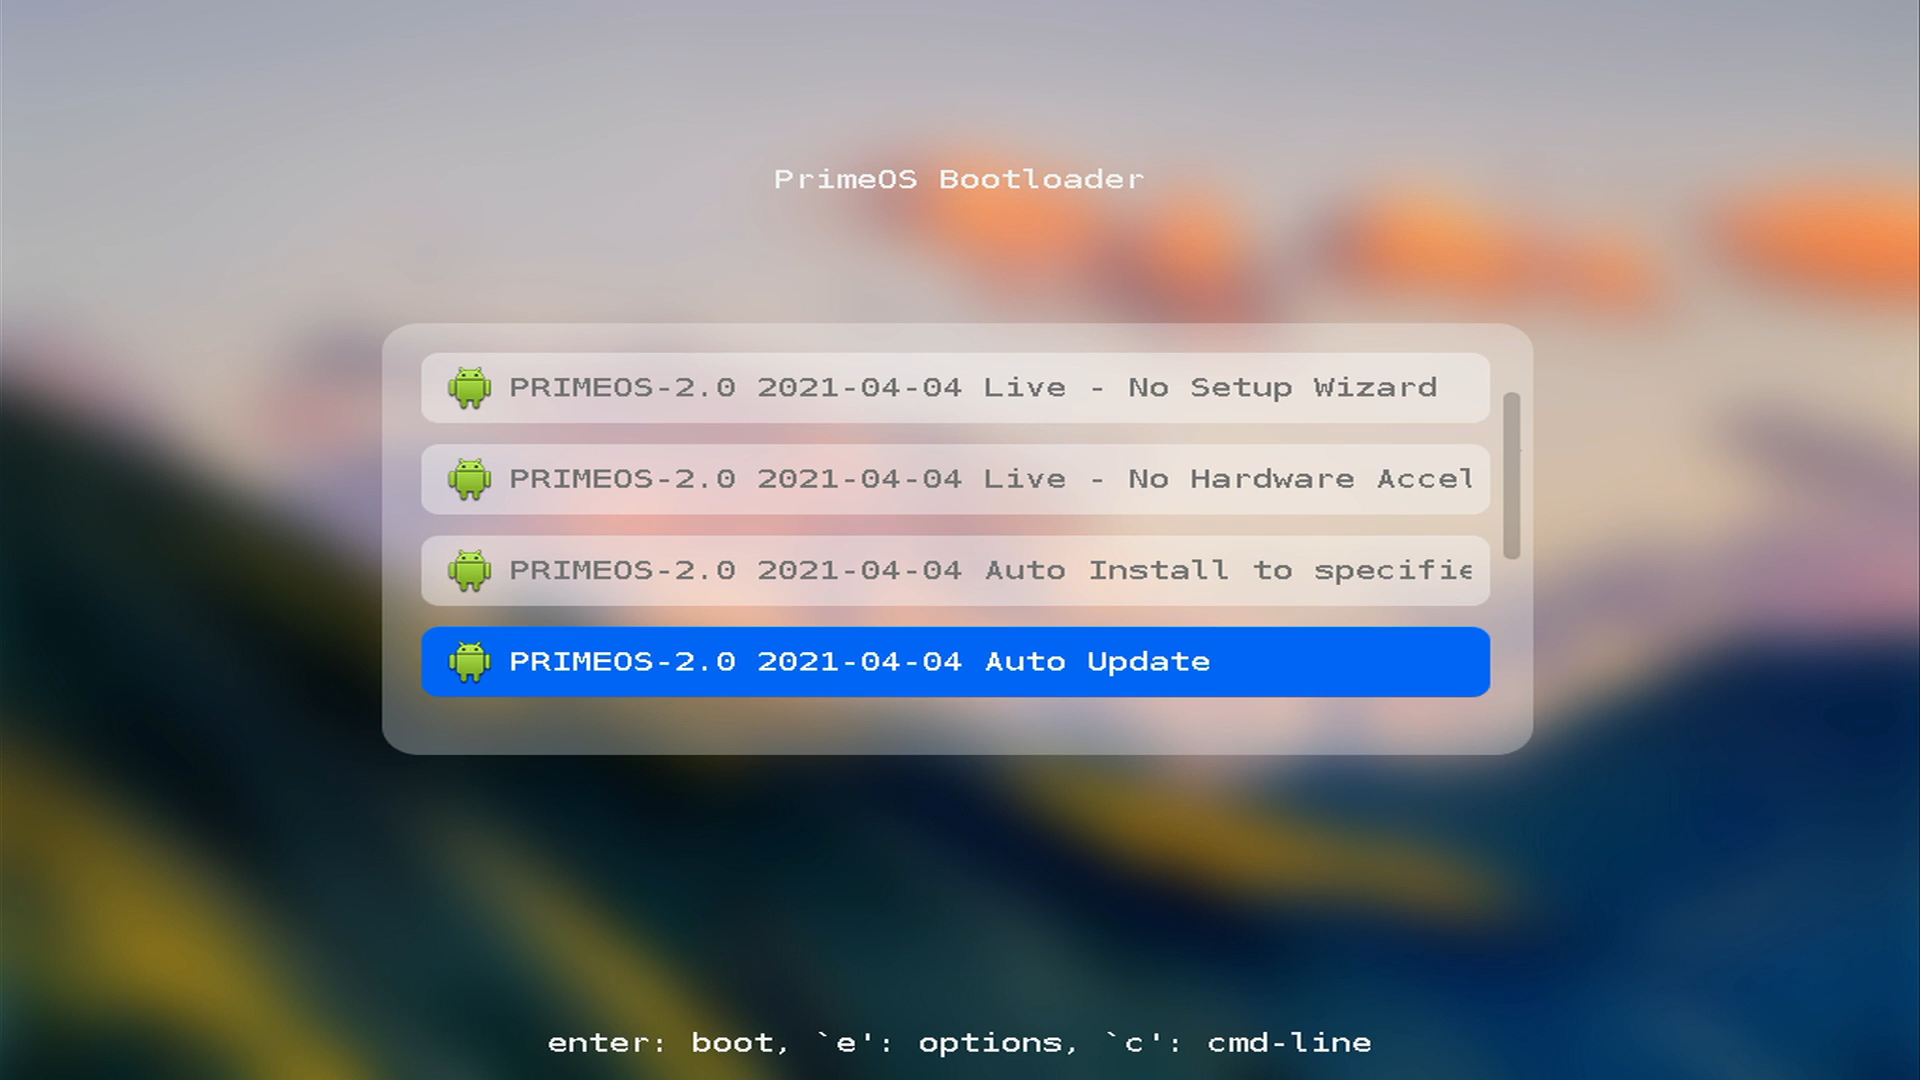 PrimeOS Bootloader
PRIMEOS-2.0 2021-04-04 Live - No Setup Wizard
PRIMEOS-2.0 2021-04-04 Live - No Hardware Accel
PRIMEOS-2.0 2021-04-04 Auto Install to specifie
PRIMEOS-2.0 2021-04-04 Auto Update
enter: boot, `e': options, `c': cmd-line